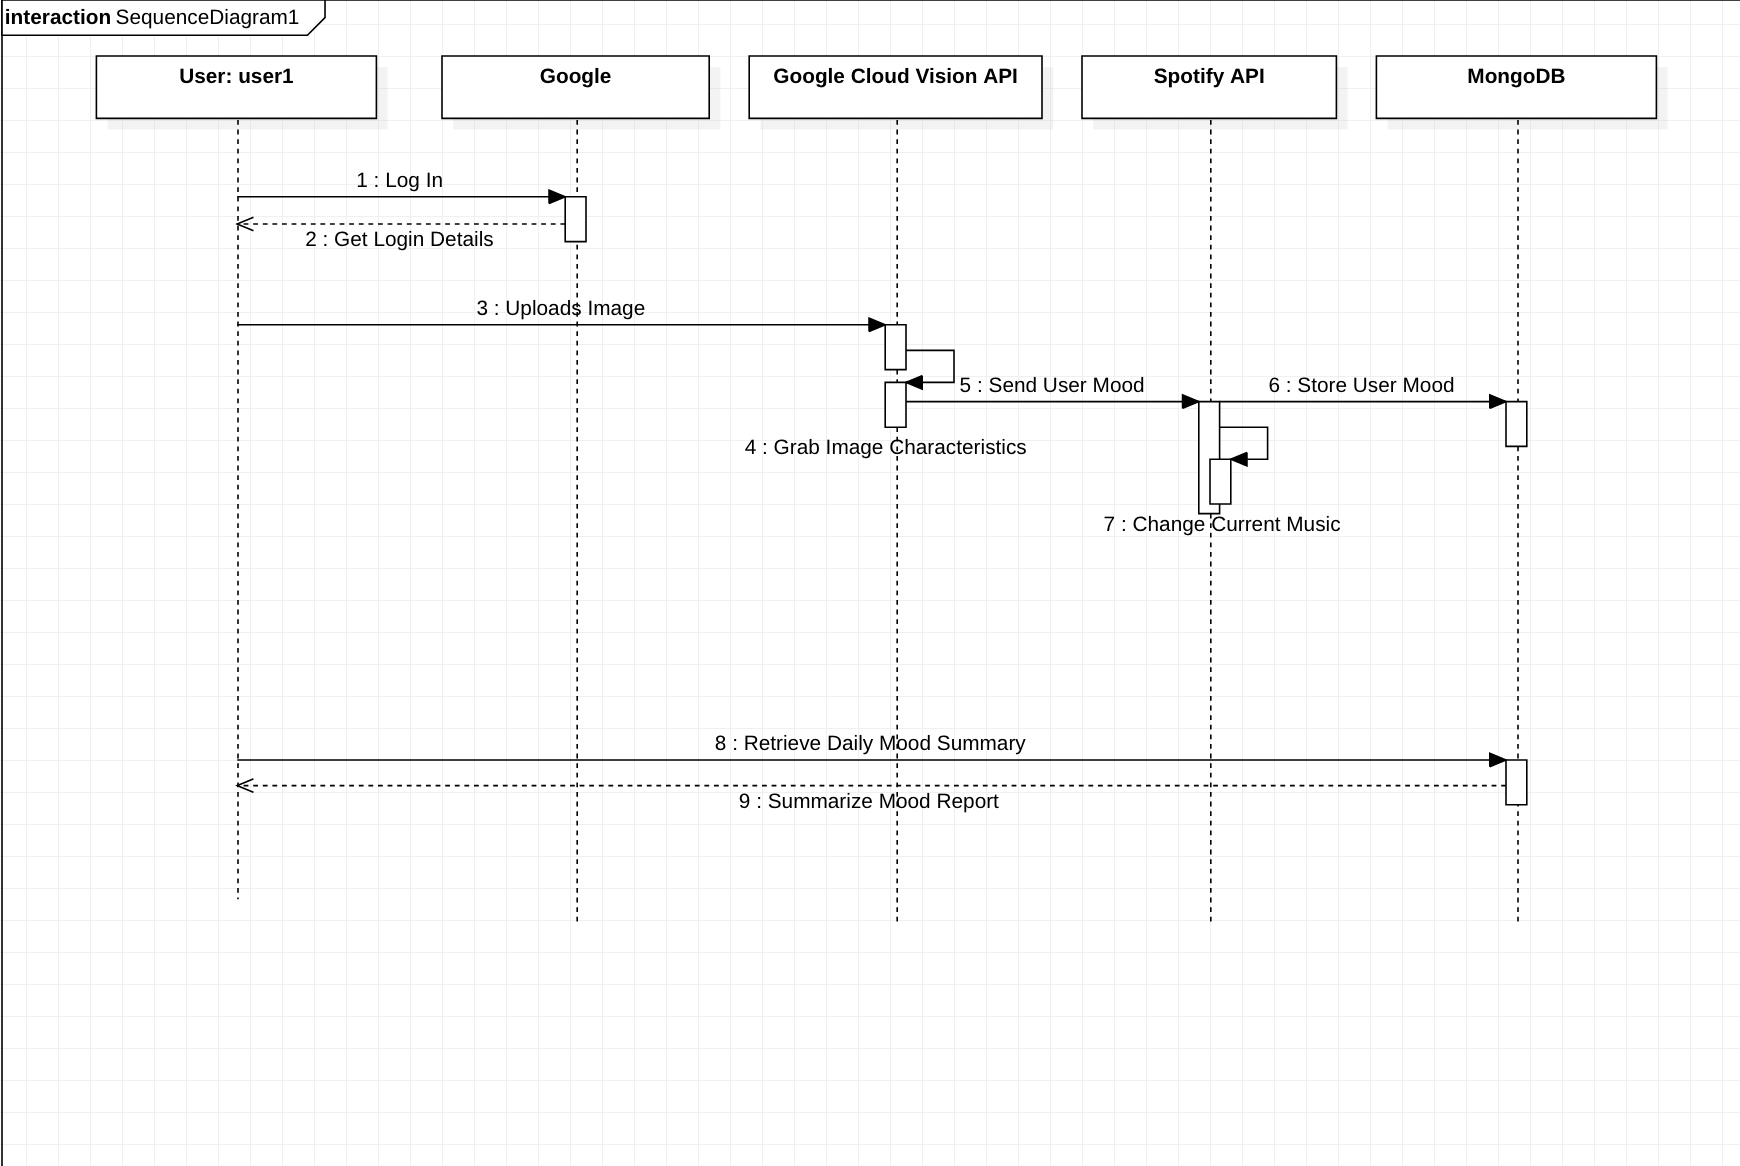 interaction SequenceDiagram1
User: user1
Google
Google Cloud Vision API
Spotify API
MongoDB
1 : Log In
2 : Get Login Details
3 : Uploads Image
5 : Send User Mood
6 : Store User Mood
4 : Grab Image Characteristics
7 : Change Current Music
8 : Retrieve Daily Mood Summary
9 : Summarize Mood Report